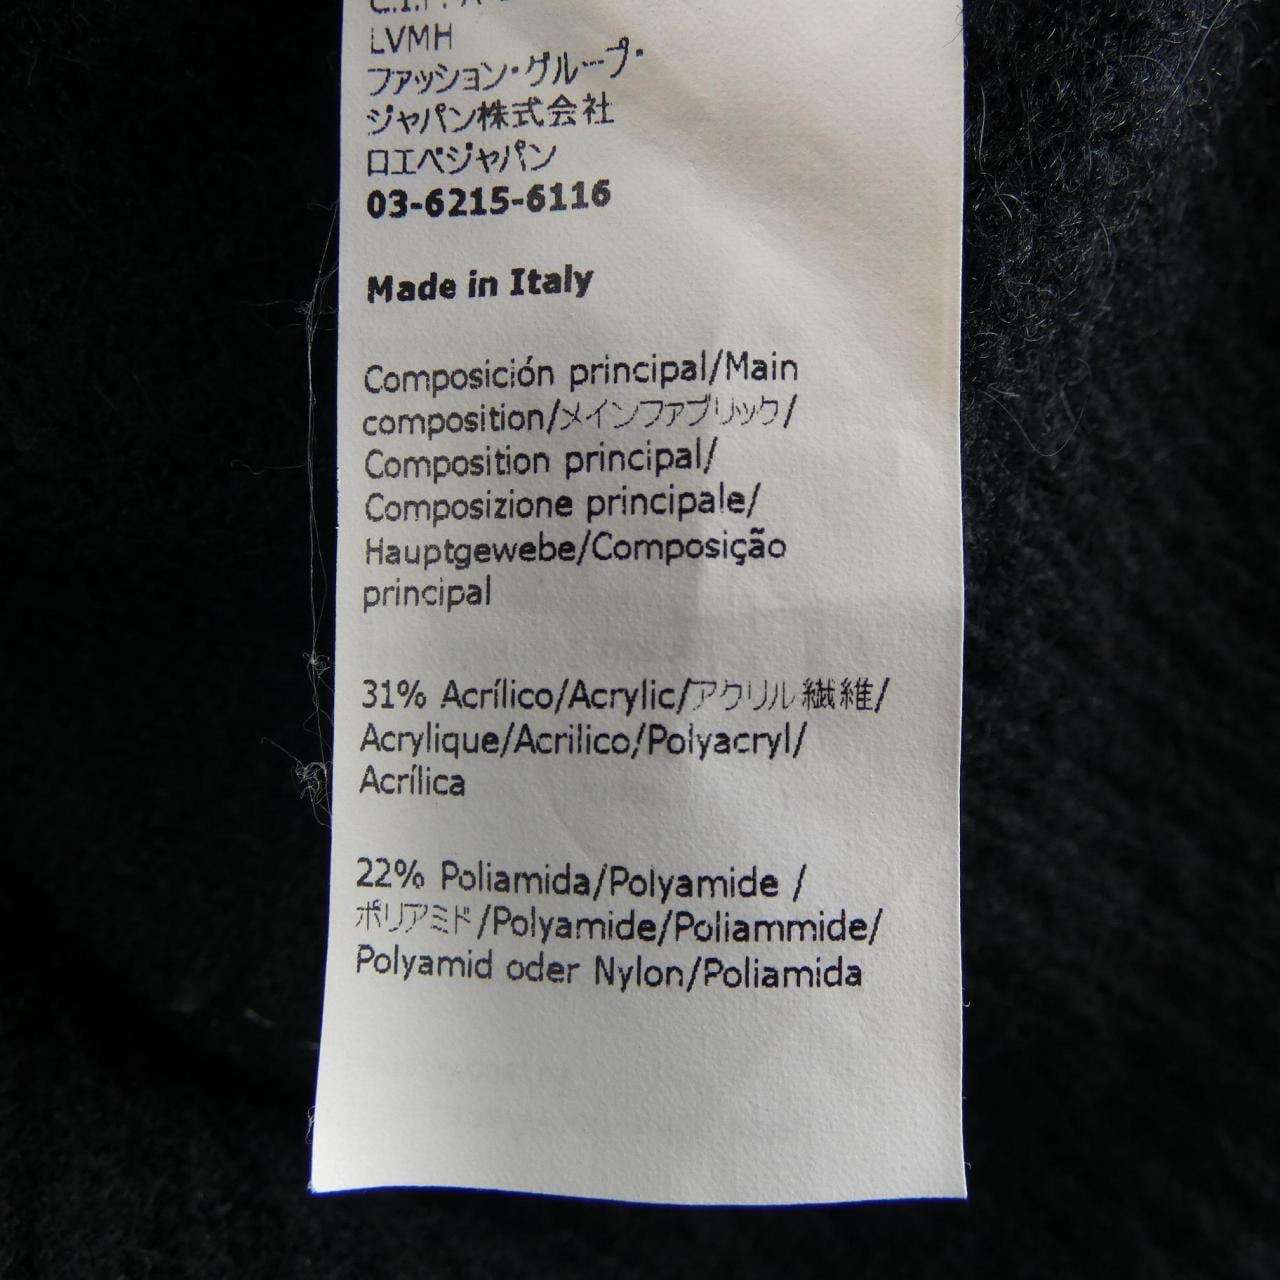 LVMH
ファッション・グループ・
ジャパン株式会社
ロエベジャパン
03-6215-6116
Made in Italy
Composición principal/Main
composition/メインファブリック/
Composition principal/
Composizione principale/
Hauptgewebe/Composição
principal
31% Acrílico/Acrylic/アクリル繊維/
Acrylique/Acrilico/Polyacryl/
Acrílica
22% Poliamida/Polyamide /
ポリアミド/Polyamide/Poliammide/
Polyamid oder Nylon/Poliamida